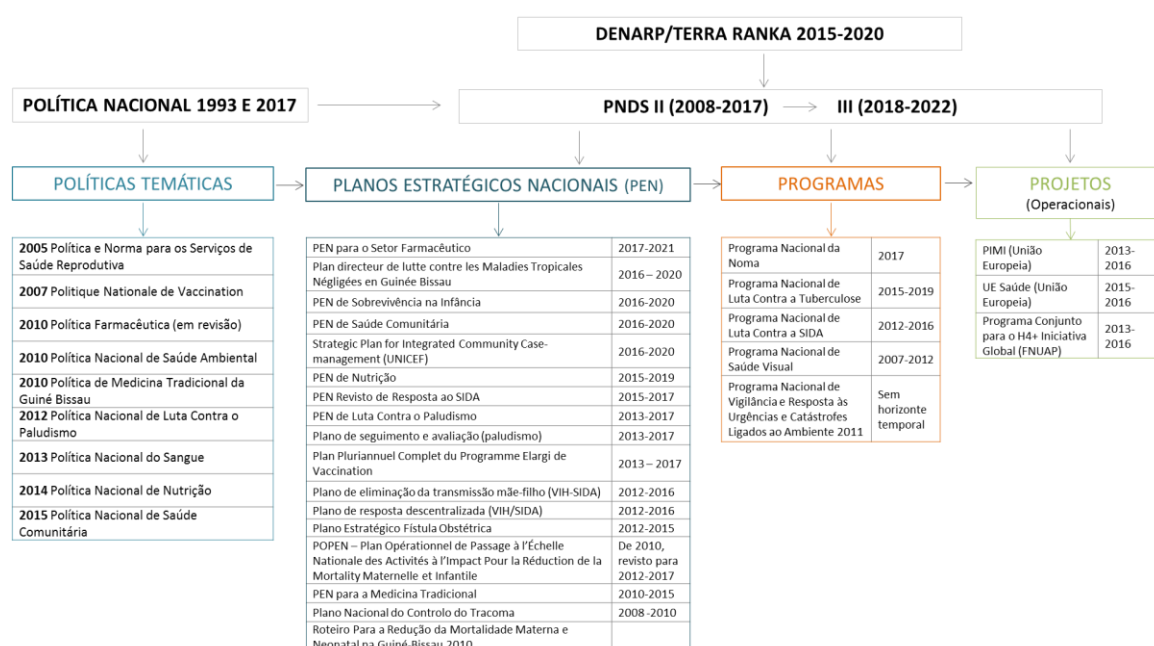 DENARP/TERRA RANKA 2015-2020
POLÍTICA NACIONAL 1993 E 2017
PNDS II (2008-2017) III (2018-2022)
POLÍTICAS TEMÁTICAS
2005 Política e Norma para os Serviços de
Saúde Reprodutiva
2007 Politique Nationale de Vaccination
2010 Política Farmacêutica (em revisão)
2010 Política Nacional de Saúde Ambiental
2010 Política de Medicina Tradicional da
Guiné Bissau
2012 Política Nacional de Luta Contra o
Paludismo
2013 Política Nacional do Sangue
2014 Política Nacional de Nutrição
2015 Política Nacional de Saúde
Comunitária
PLANOS ESTRATÉGICOS NACIONAIS (PEN)
PEN para o Setor Farmacêutico 2017-2021
Plan directeur de lutte contre les Maladies Tropicales
Négligées en Guinée Bissau 2016 – 2020
PEN de Sobrevivência na Infância 2016-2020
PEN de Saúde Comunitária 2016-2020
Strategic Plan for Integrated Community Case-
management (UNICEF) 2016-2020
PEN de Nutrição 2015-2019
PEN Revisto de Resposta ao SIDA 2015-2017
PEN de Luta Contra o Paludismo 2013-2017
Plano de seguimento e avaliação (paludismo) 2013-2017
Plan Pluriannuel Complet du Programme Elargi de
Vaccination 2013 – 2017
Plano de eliminação da transmissão mãe-filho (VIH-SIDA) 2012-2016
Plano de resposta descentralizada (VIH/SIDA) 2012-2016
Plano Estratégico Fístula Obstétrica 2012-2015
POPEN – Plan Opérationnel de Passage à l'Échelle
Nationale des Activités à l'Impact Pour la Réduction de la
Mortality Maternelle et Infantile
De 2010,
revisto para
2012-2017
PEN para a Medicina Tradicional 2010-2015
Plano Nacional do Controlo do Tracoma 2008 -2010
Roteiro Para a Redução da Mortalidade Materna e
Neonatal na Guiné-Bissau 2010
PROGRAMAS
Programa Nacional da
Noma 2017
Programa Nacional de
Luta Contra a Tuberculose 2015-2019
Programa Nacional de
Luta Contra a SIDA 2012-2016
Programa Nacional de
Saúde Visual 2007-2012
Programa Nacional de
Vigilância e Resposta às
Urgências e Catástrofes
Ligados ao Ambiente 2011
Sem
horizonte
temporal
PROJETOS
(Operacionais)
PIMI (União
Europeia)
2013-
2016
UE Saúde (União
Europeia)
2015-
2016
Programa Conjunto
para o H4+ Iniciativa
Global (FNUAP)
2013-
2016